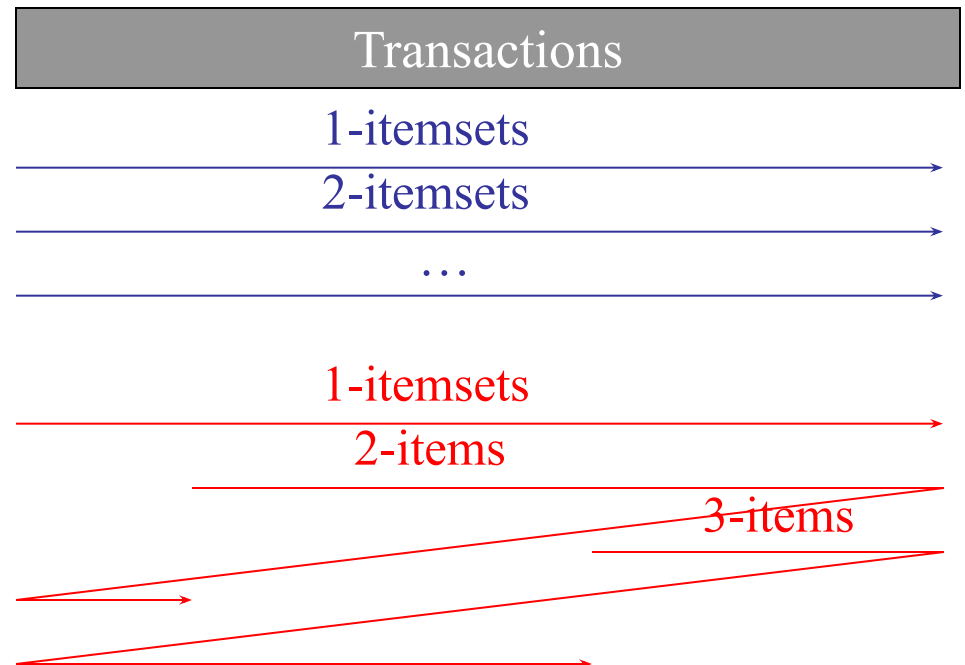 Transactions
1-itemsets
2-itemsets
…
1-itemsets
2-items
3-items